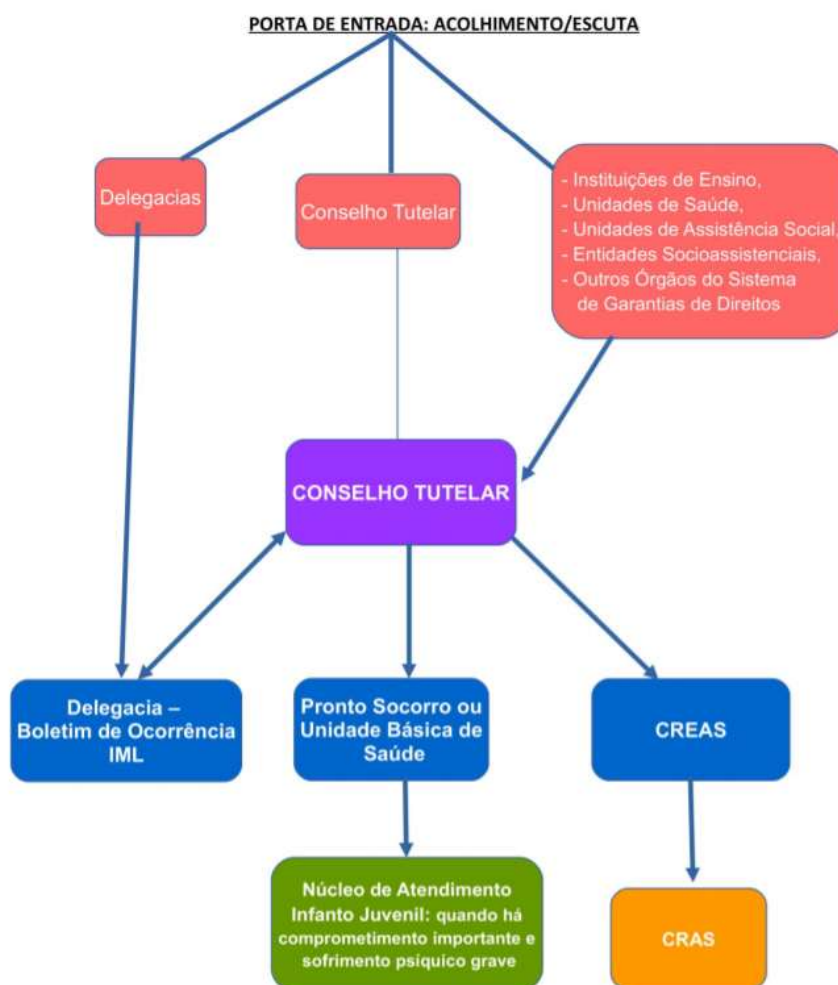 PORTA DE ENTRADA: ACOLHIMENTO/ESCUTA
Delegacias
Conselho Tutelar
- Instituições de Ensino,
- Unidades de Saúde,
- Unidades de Assistência Social,
- Entidades Socioassistenciais,
- Outros Órgãos do Sistema
de Garantias de Direitos
CONSELHO TUTELAR
Delegacia –
Boletim de Ocorrência
IML
Pronto Socorro ou
Unidade Básica de
Saúde
CREAS
Núcleo de Atendimento
Infanto Juvenil: quando há
comprometimento importante e
sofrimento psíquico grave
CRAS